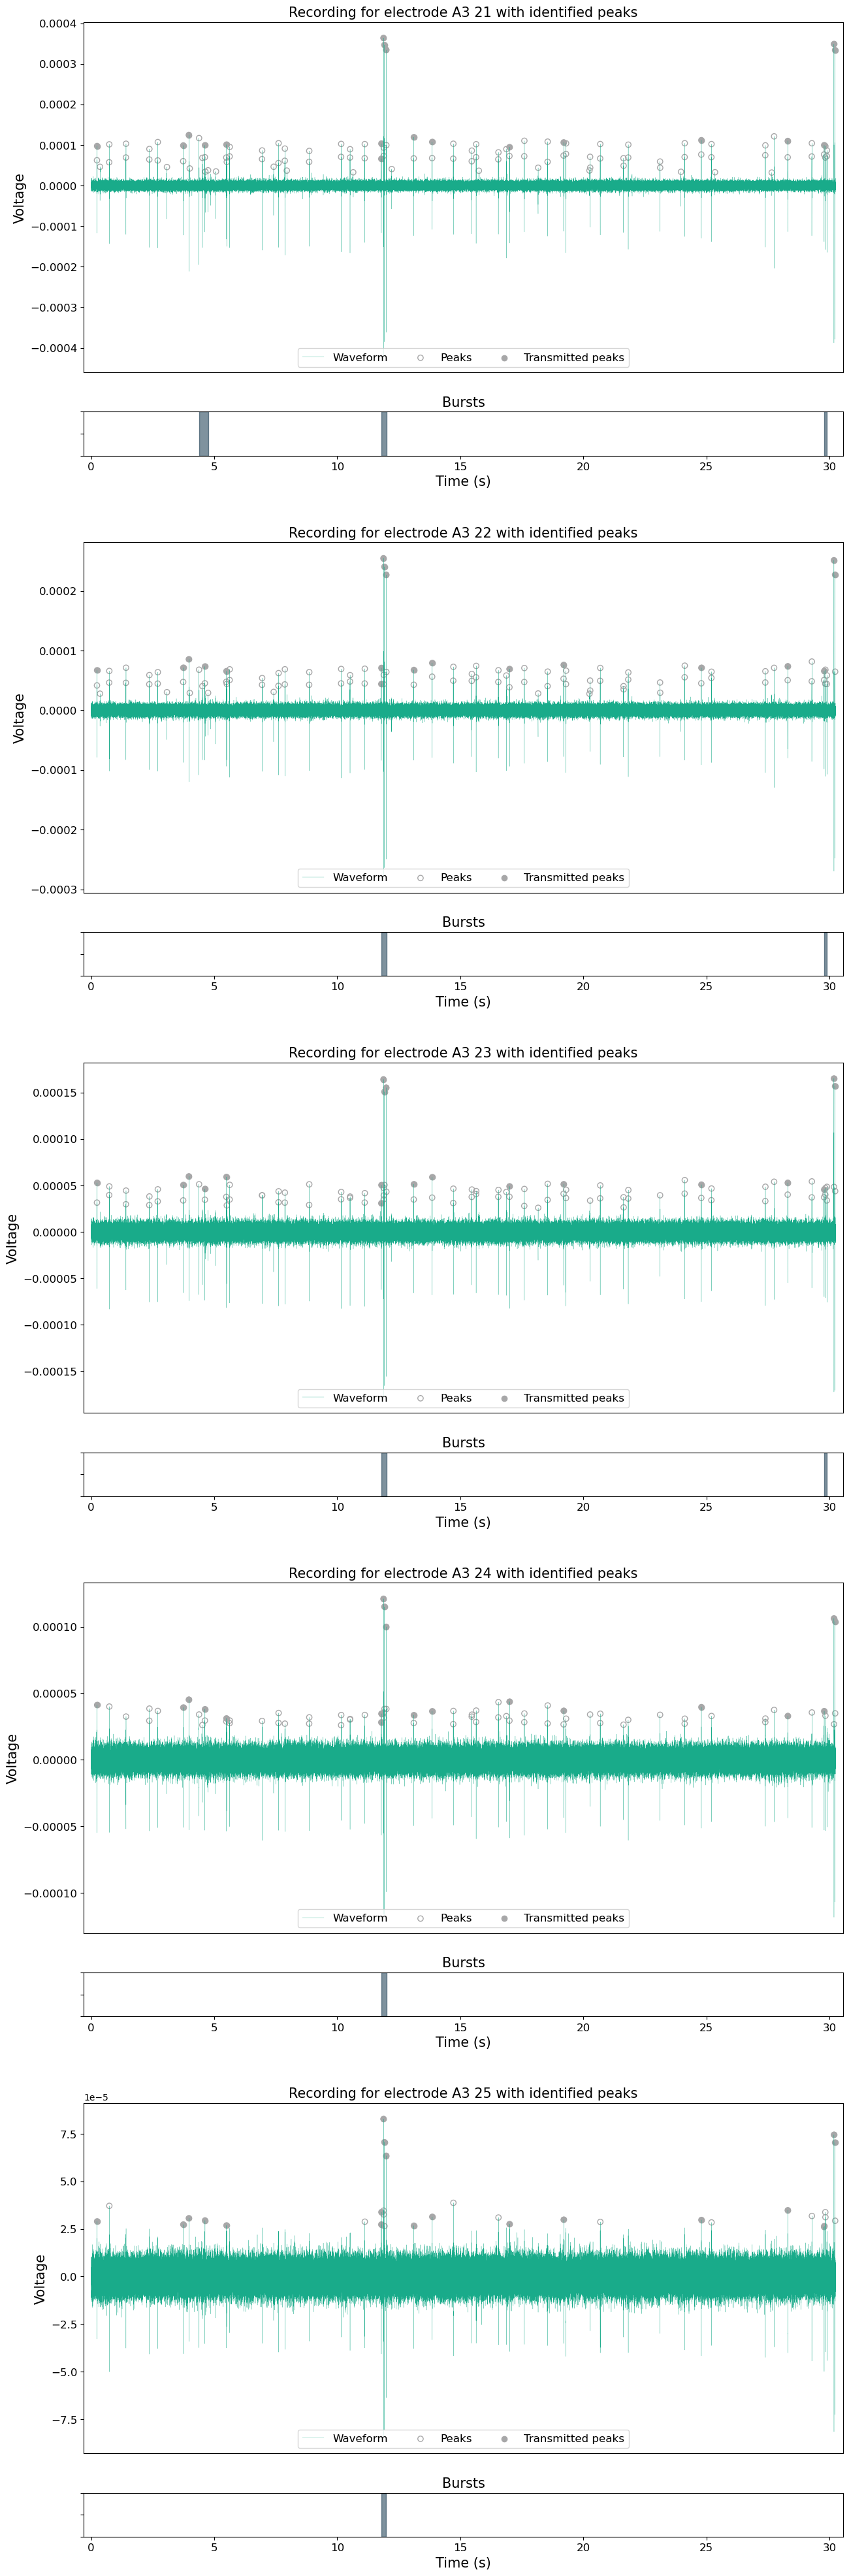 Recording for electrode A3 21 with identified peaks
0.0004
0.0003
0.0002
0.0001
0.0000
−0.0001
−0.0002
−0.0003
−0.0004
Voltage
Waveform Peaks Transmitted peaks
Bursts
0 5 10 15 20 25 30
Time (s)
Recording for electrode A3 22 with identified peaks
0.0002
0.0001
0.0000
−0.0001
−0.0002
−0.0003
Voltage
Waveform Peaks Transmitted peaks
Bursts
0 5 10 15 20 25 30
Time (s)
Recording for electrode A3 23 with identified peaks
0.00015
0.00010
0.00005
0.00000
−0.00005
−0.00010
−0.00015
Voltage
Waveform Peaks Transmitted peaks
Bursts
0 5 10 15 20 25 30
Time (s)
Recording for electrode A3 24 with identified peaks
0.00010
0.00005
0.00000
−0.00005
−0.00010
Voltage
Waveform Peaks Transmitted peaks
Bursts
0 5 10 15 20 25 30
Time (s)
Recording for electrode A3 25 with identified peaks
1e−5
7.5
5.0
2.5
0.0
−2.5
−5.0
−7.5
Voltage
Waveform Peaks Transmitted peaks
Bursts
0 5 10 15 20 25 30
Time (s)